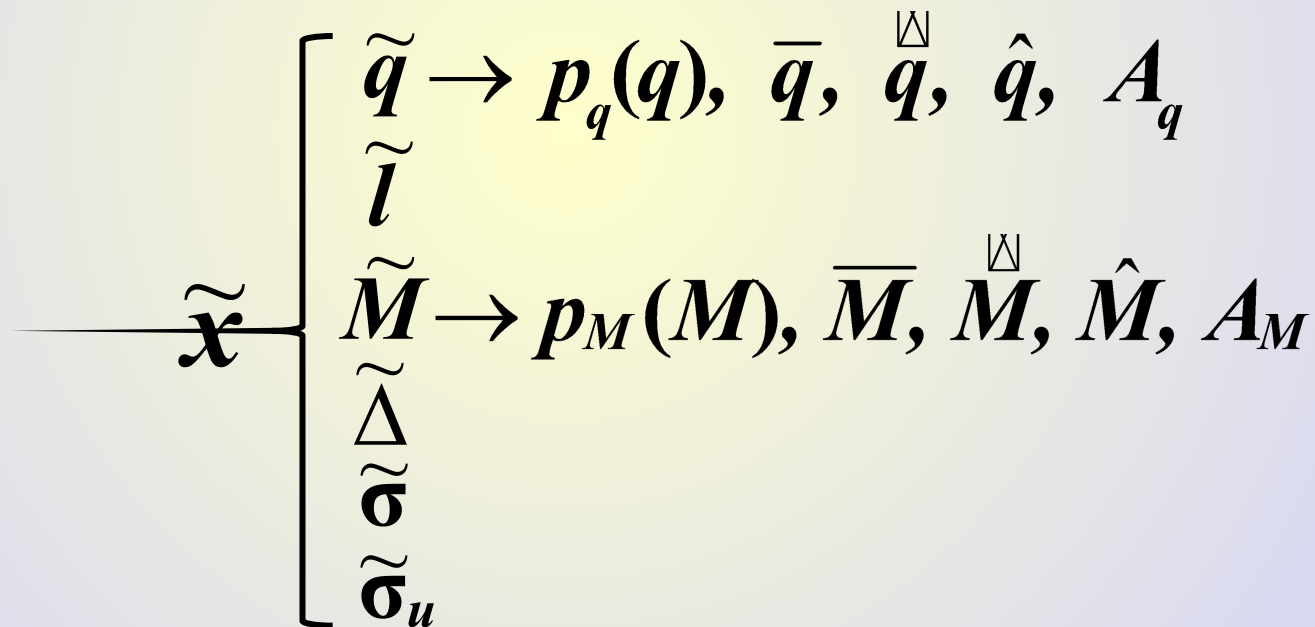 q̃ → p_q(q), q̅, q⃞, q̂, A_q
l̃
x̃ M̃ → p_M(M), M̅, M⃞, M̂, A_M
Δ̃
σ̃
σ̃_u